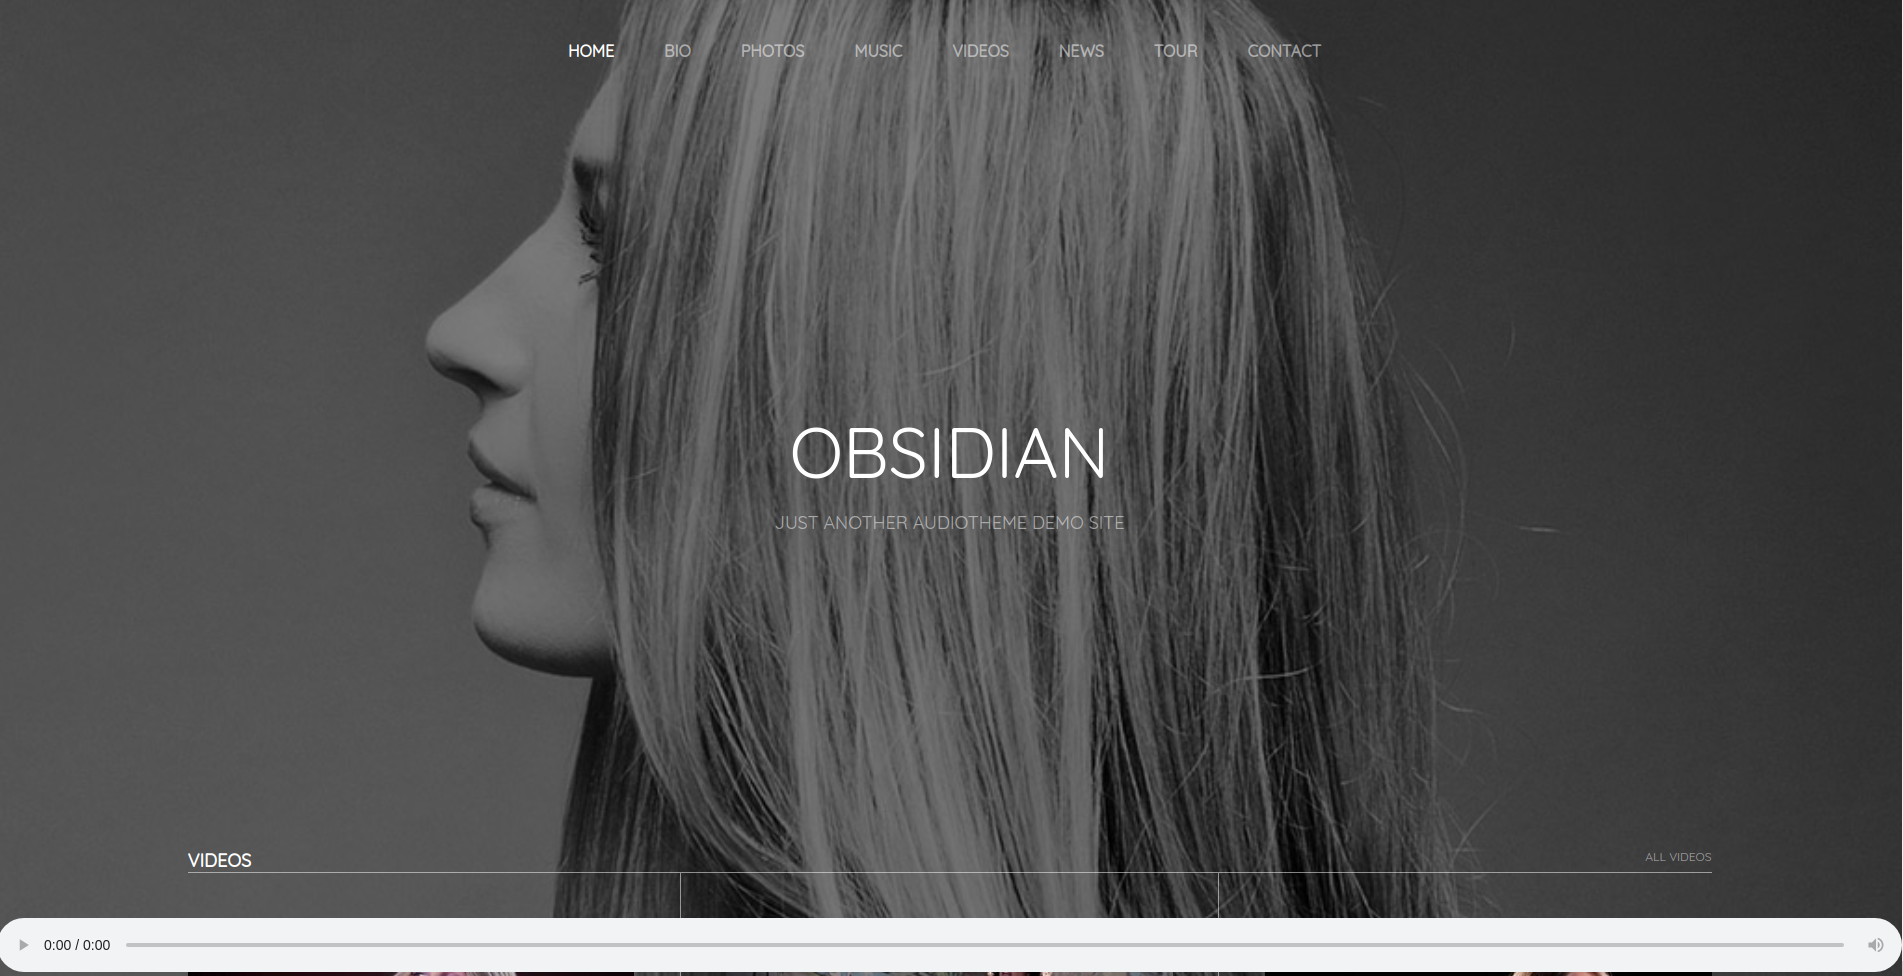 HOME BIO PHOTOS MUSIC VIDEOS NEWS TOUR CONTACT
OBSIDIAN
JUST ANOTHER AUDIOTHEME DEMO SITE
VIDEOS ALL VIDEOS
0:00 / 0:00